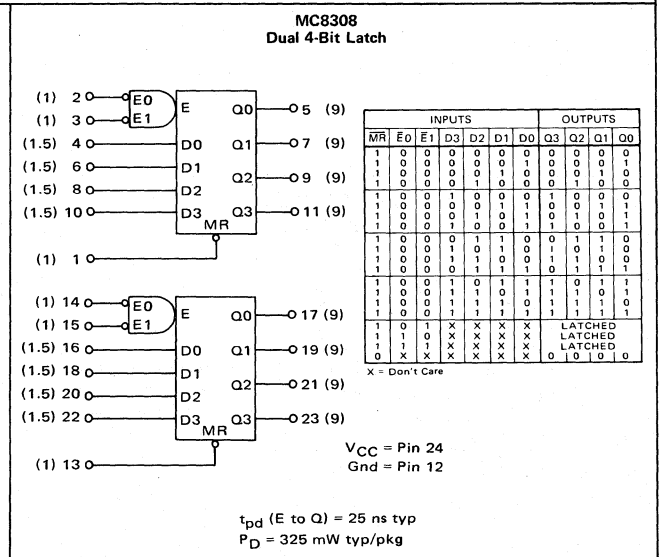 MC8308
Dual 4-Bit Latch
(1) 2 E0
(1) 3 E1
(1.5) 4 D0
(1.5) 6 D1
(1.5) 8 D2
(1.5) 10 D3
(1) 1
E Q0 5 (9)
Q1 7 (9)
Q2 9 (9)
Q3 11 (9)
MR
(1) 14 E0
(1) 15 E1
(1.5) 16 D0
(1.5) 18 D1
(1.5) 20 D2
(1.5) 22 D3
(1) 13
E Q0 17 (9)
Q1 19 (9)
Q2 21 (9)
Q3 23 (9)
MR
INPUTS OUTPUTS
M̅R̅ E̅0 E̅1 D3 D2 D1 D0 Q3 Q2 Q1 Q0
1 0 0 0 0 0 0 0 0 0 0
1 0 0 0 0 0 1 0 0 0 1
1 0 0 0 0 1 0 0 0 1 0
1 0 0 0 1 0 0 0 1 0 0
1 0 0 1 0 0 0 1 0 0 0
1 0 0 0 0 1 1 0 0 1 1
1 0 0 0 1 0 1 0 1 0 1
1 0 0 1 0 0 1 1 0 0 1
1 0 0 0 1 1 0 0 1 1 0
1 0 0 1 0 1 0 1 0 1 0
1 0 0 1 1 0 0 1 1 0 0
1 0 0 0 1 1 1 0 1 1 1
1 0 0 1 0 1 1 1 0 1 1
1 0 0 1 1 0 1 1 1 0 1
1 0 0 1 1 1 0 1 1 1 0
1 0 0 1 1 1 1 1 1 1 1
1 0 1 X X X X LATCHED
1 1 0 X X X X LATCHED
1 1 1 X X X X LATCHED
0 X X X X X X 0 0 0 0
X = Don't Care
VCC = Pin 24
Gnd = Pin 12
tpd (E to Q) = 25 ns typ
PD = 325 mW typ/pkg